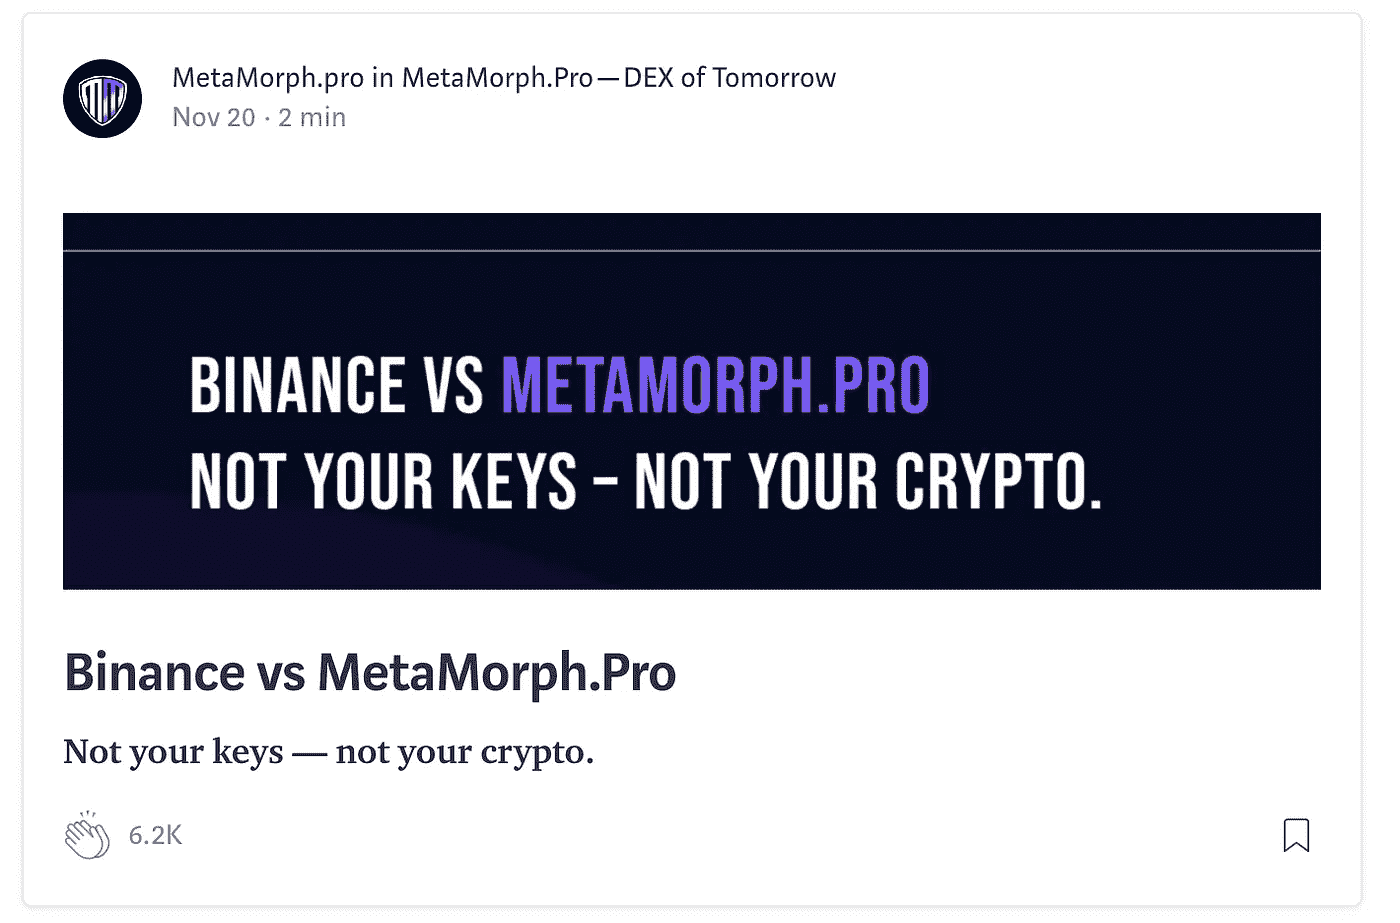 MetaMorph.pro in MetaMorph.Pro — DEX of Tomorrow
Nov 20 · 2 min
BINANCE VS METAMORPH.PRO
NOT YOUR KEYS – NOT YOUR CRYPTO.
Binance vs MetaMorph.Pro
Not your keys — not your crypto.
6.2K